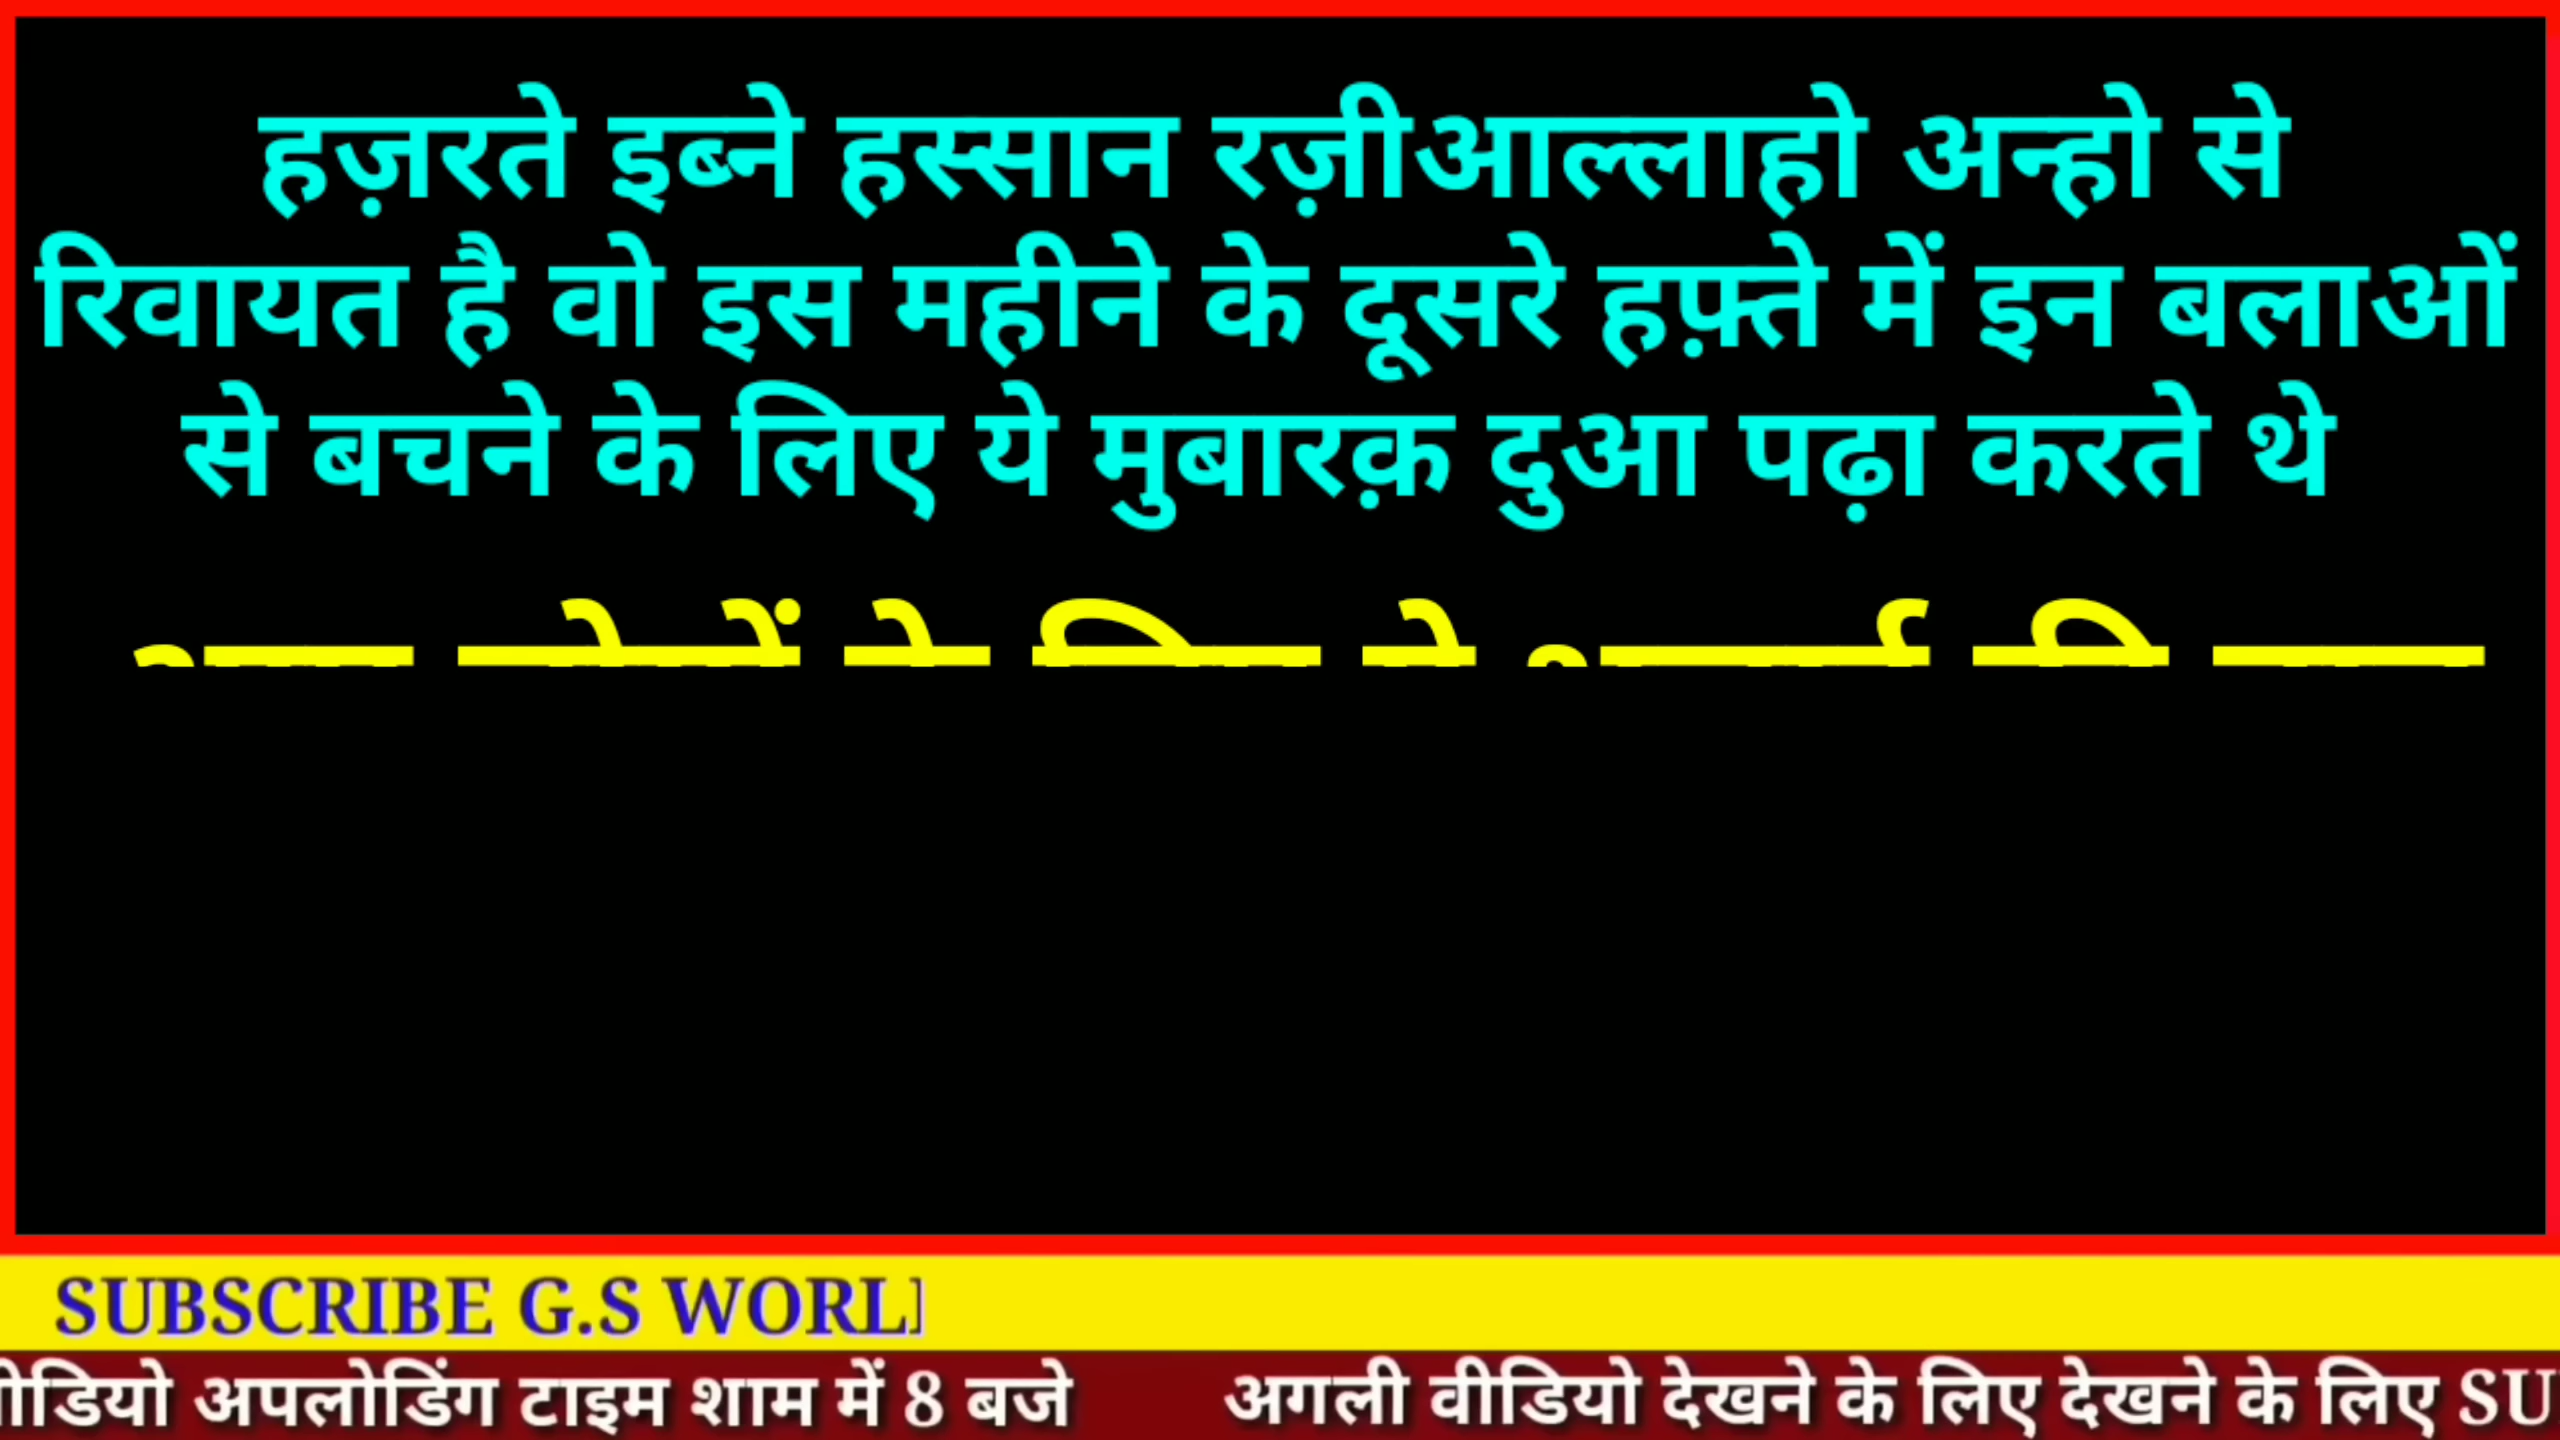 हज़रते इब्ने हस्सान रज़ीआल्लाहो अन्हो से
रिवायत है वो इस महीने के दूसरे हफ़्ते में इन बलाओं
से बचने के लिए ये मुबारक़ दुआ पढ़ा करते थे
SUBSCRIBE G.S WORL
अपलोडिंग टाइम शाम में 8 बजे अगली वीडियो देखने के लिए देखने के लिए SU